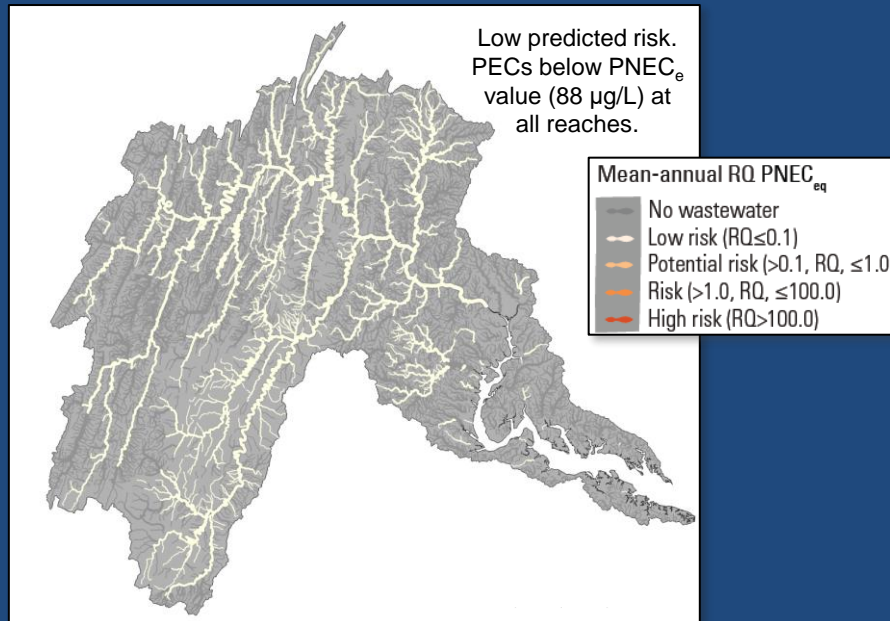 Low predicted risk.
PECs below PNECe
value (88 µg/L) at
all reaches.
Mean-annual RQ PNECeq
No wastewater
Low risk (RQ≤0.1)
Potential risk (>0.1, RQ, ≤1.0
Risk (>1.0, RQ, ≤100.0)
High risk (RQ>100.0)